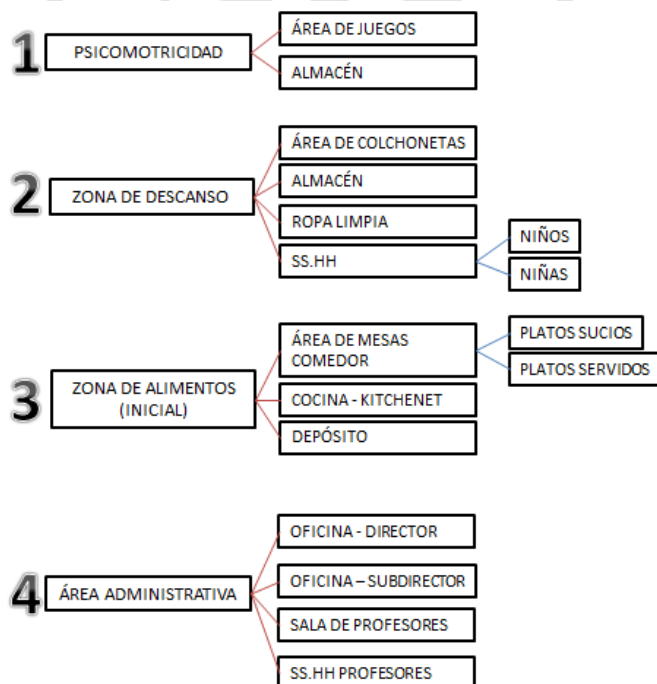 1
PSICOMOTRICIDAD
ÁREA DE JUEGOS
ALMACÉN
2
ZONA DE DESCANSO
ÁREA DE COLCHONETAS
ALMACÉN
ROPA LIMPIA
SS.HH
NIÑOS
NIÑAS
3
ZONA DE ALIMENTOS
(INICIAL)
ÁREA DE MESAS
COMEDOR
PLATOS SUCIOS
PLATOS SERVIDOS
COCINA - KITCHENET
DEPÓSITO
4
ÁREA ADMINISTRATIVA
OFICINA - DIRECTOR
OFICINA – SUBDIRECTOR
SALA DE PROFESORES
SS.HH PROFESORES